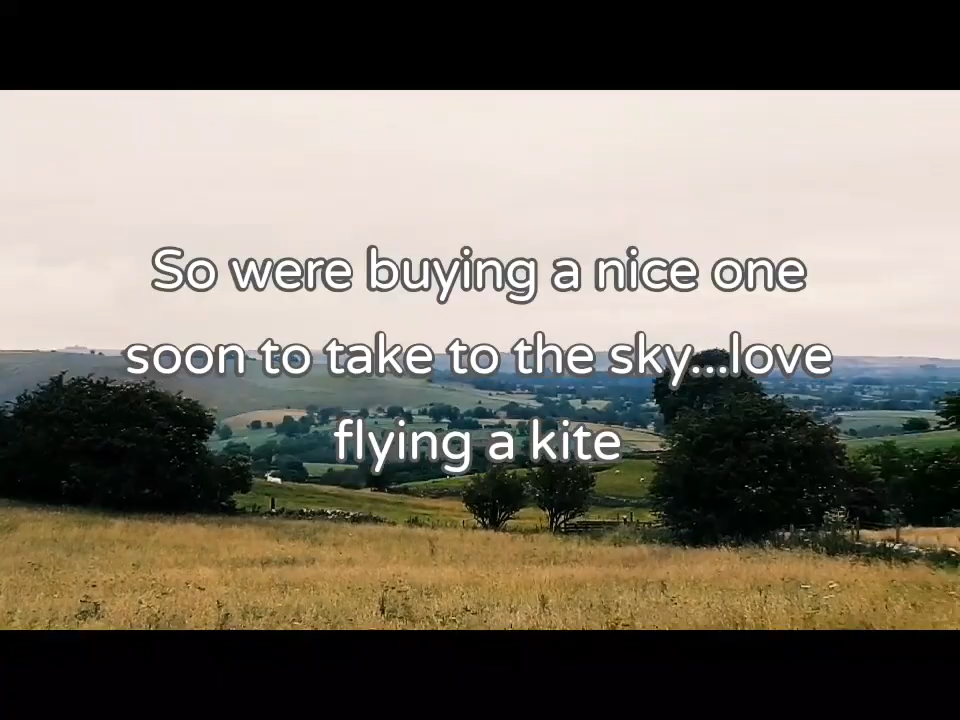 So were buying a nice one
soon to take to the sky...love
flying a kite